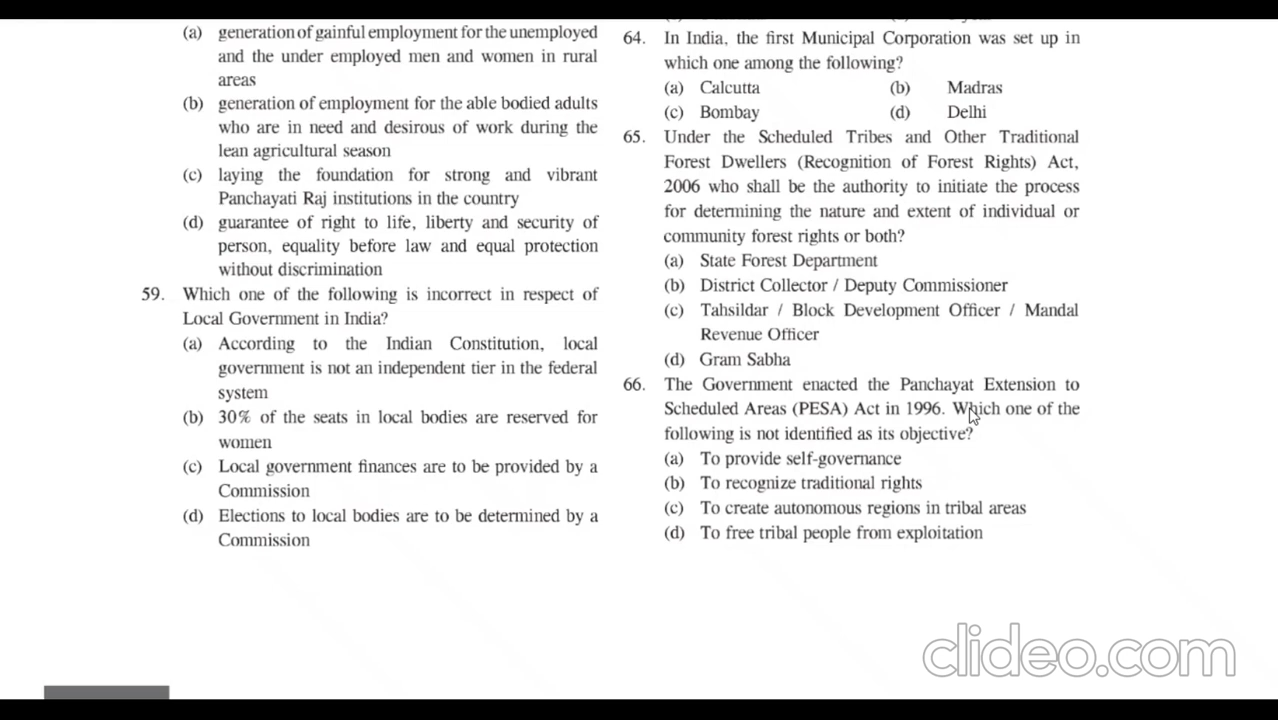 (a) generation of gainful employment for the unemployed
and the under employed men and women in rural
areas
(b) generation of employment for the able bodied adults
who are in need and desirous of work during the
lean agricultural season
(c) laying the foundation for strong and vibrant
Panchayati Raj institutions in the country
(d) guarantee of right to life, liberty and security of
person, equality before law and equal protection
without discrimination
59. Which one of the following is incorrect in respect of
Local Government in India?
(a) According to the Indian Constitution, local
government is not an independent tier in the federal
system
(b) 30% of the seats in local bodies are reserved for
women
(c) Local government finances are to be provided by a
Commission
(d) Elections to local bodies are to be determined by a
Commission
64. In India, the first Municipal Corporation was set up in
which one among the following?
(a) Calcutta (b) Madras
(c) Bombay (d) Delhi
65. Under the Scheduled Tribes and Other Traditional
Forest Dwellers (Recognition of Forest Rights) Act,
2006 who shall be the authority to initiate the process
for determining the nature and extent of individual or
community forest rights or both?
(a) State Forest Department
(b) District Collector / Deputy Commissioner
(c) Tahsildar / Block Development Officer / Mandal
Revenue Officer
(d) Gram Sabha
66. The Government enacted the Panchayat Extension to
Scheduled Areas (PESA) Act in 1996. Which one of the
following is not identified as its objective?
(a) To provide self-governance
(b) To recognize traditional rights
(c) To create autonomous regions in tribal areas
(d) To free tribal people from exploitation
clideo.com